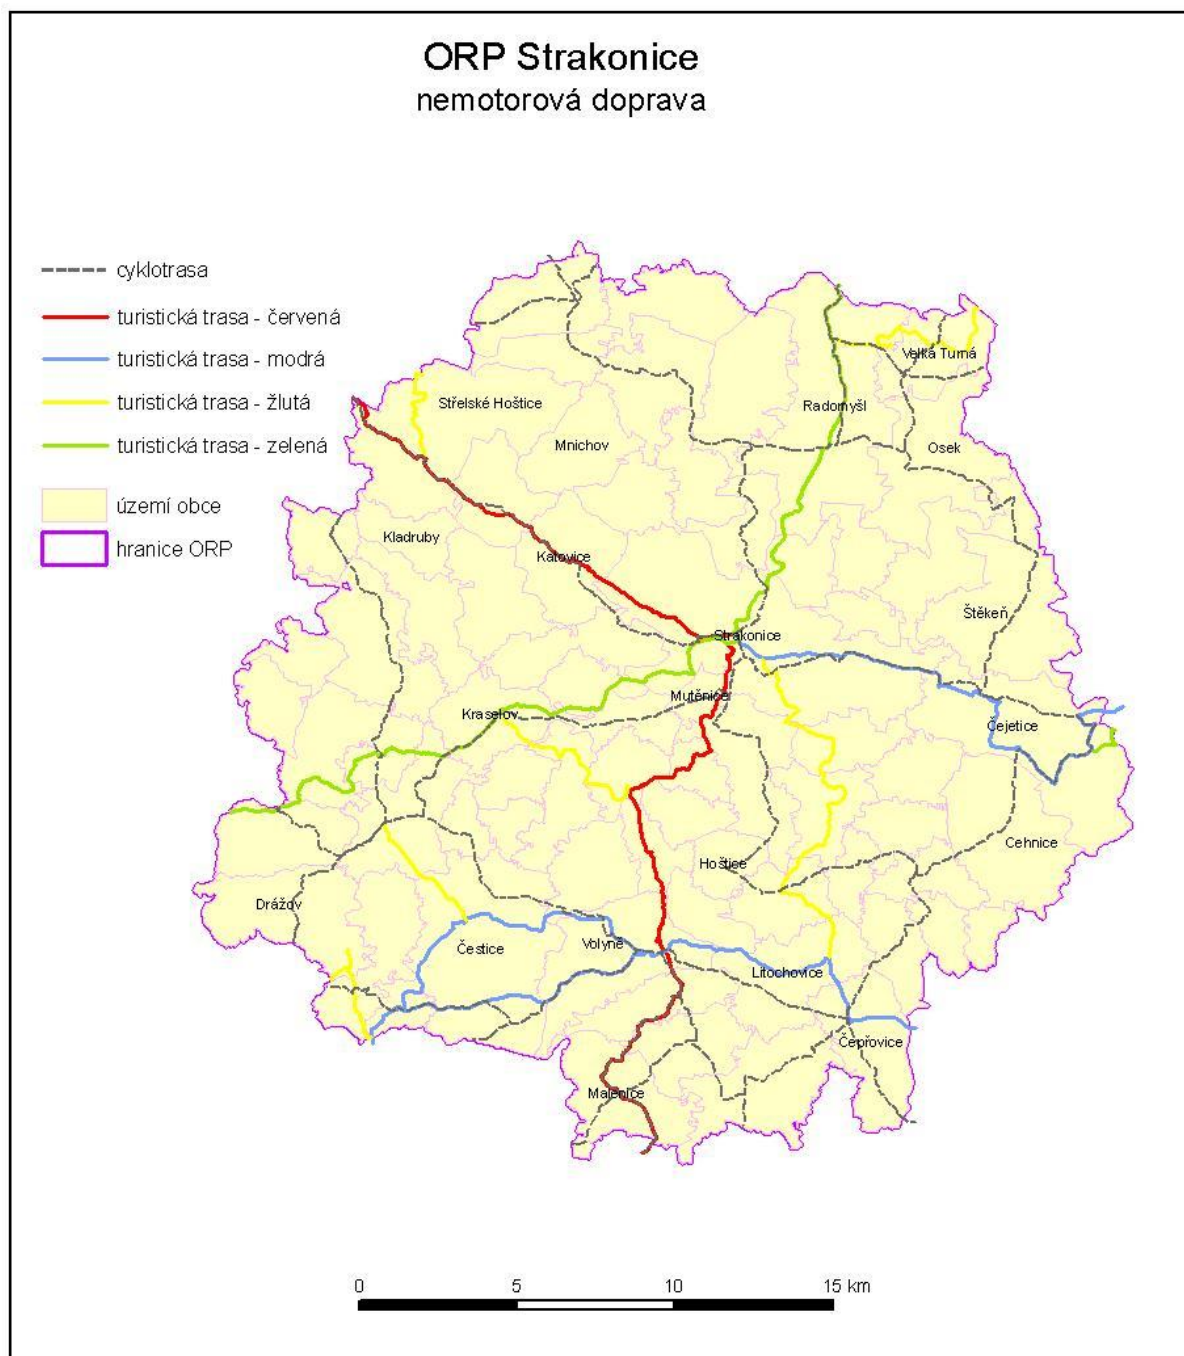 ORP Strakonice
nemotorová doprava
cyklotrasa
turistická trasa - červená
turistická trasa - modrá
turistická trasa - žlutá
turistická trasa - zelená
území obce
hranice ORP
Velká Turná
Střelské Hoštice
Radomyšl
Mnichov
Osek
Kladruby
Katovice
Štěkeň
Strakonice
Mutěnice
Kraselov
Čejetice
Cehnice
Hoštice
Drážov
Čestice
Volyně
Litochovice
Čepřovice
Malenice
0 5 10 15 km